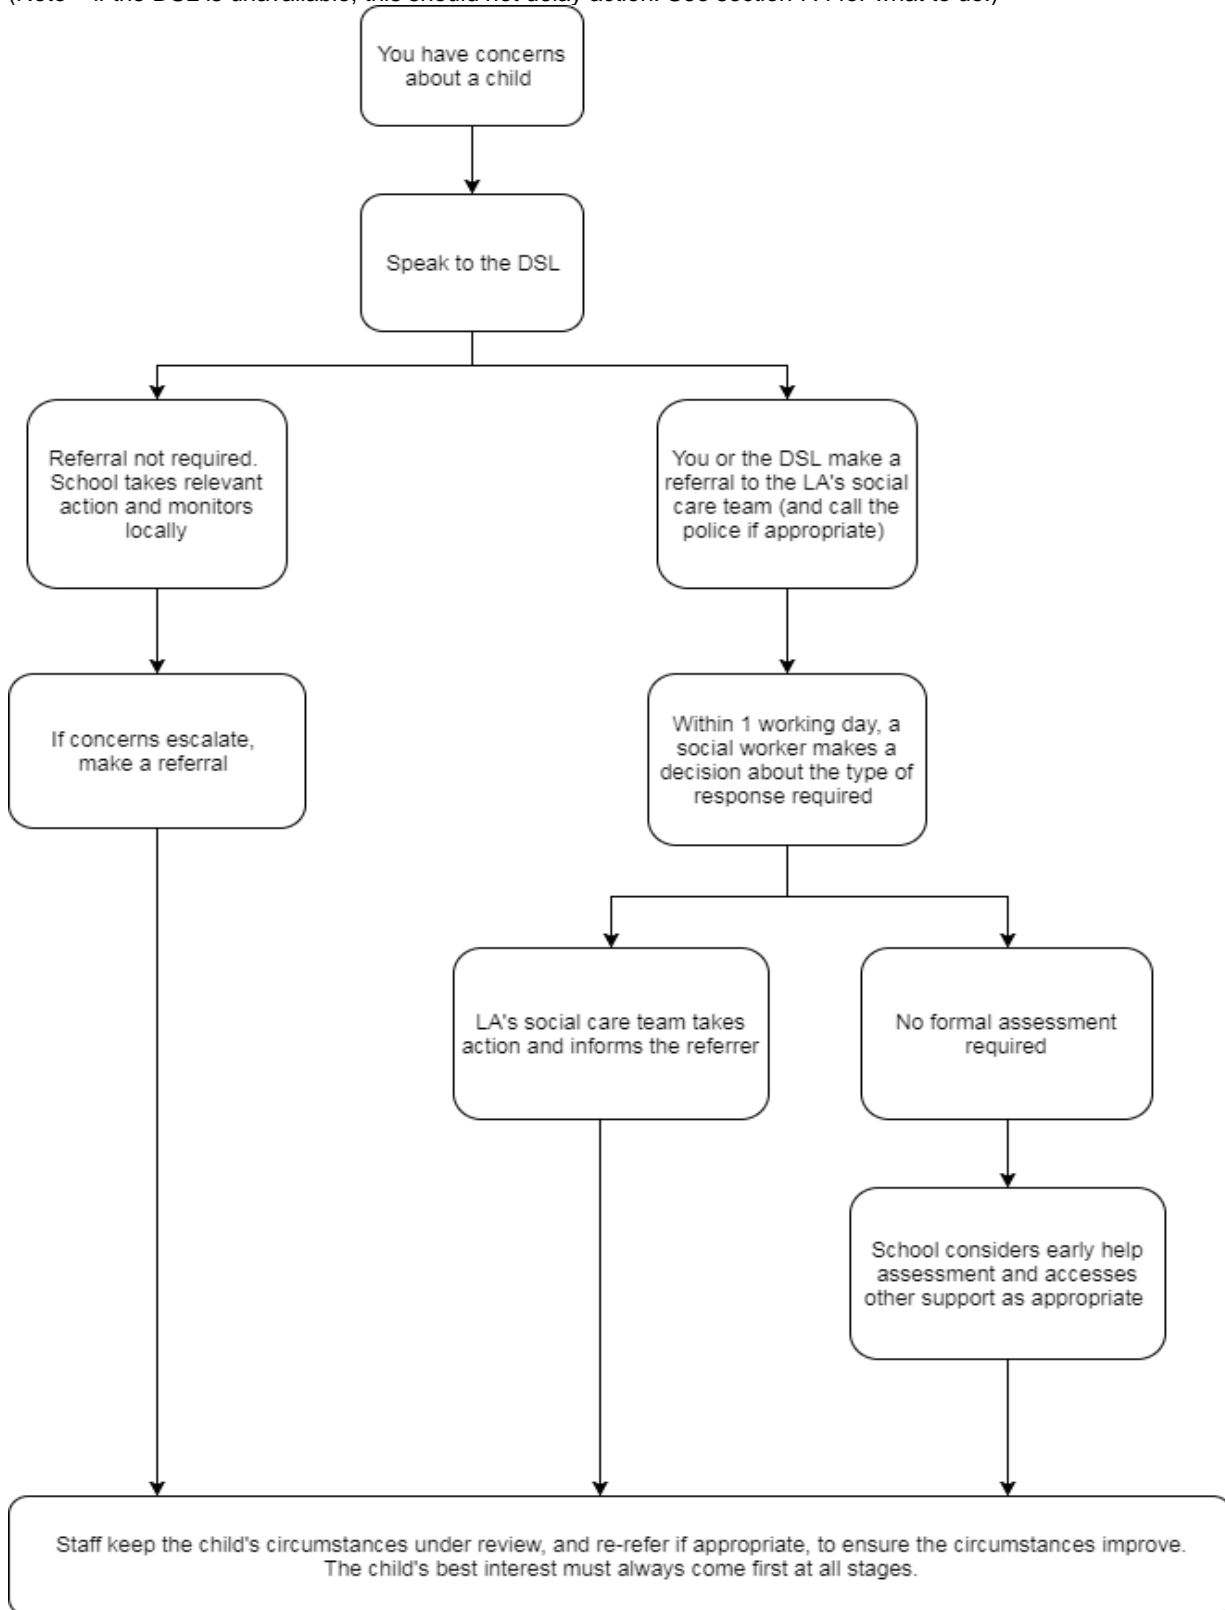 (Note – if the DSL is unavailable, this should not delay action. See section 7.4 for what to do.)
You have concerns
about a child
Speak to the DSL
Referral not required.
School takes relevant
action and monitors
locally
You or the DSL make a
referral to the LA's social
care team (and call the
police if appropriate)
If concerns escalate,
make a referral
Within 1 working day, a
social worker makes a
decision about the type of
response required
LA's social care team takes
action and informs the referrer
No formal assessment
required
School considers early help
assessment and accesses
other support as appropriate
Staff keep the child's circumstances under review, and re-refer if appropriate, to ensure the circumstances improve.
The child's best interest must always come first at all stages.